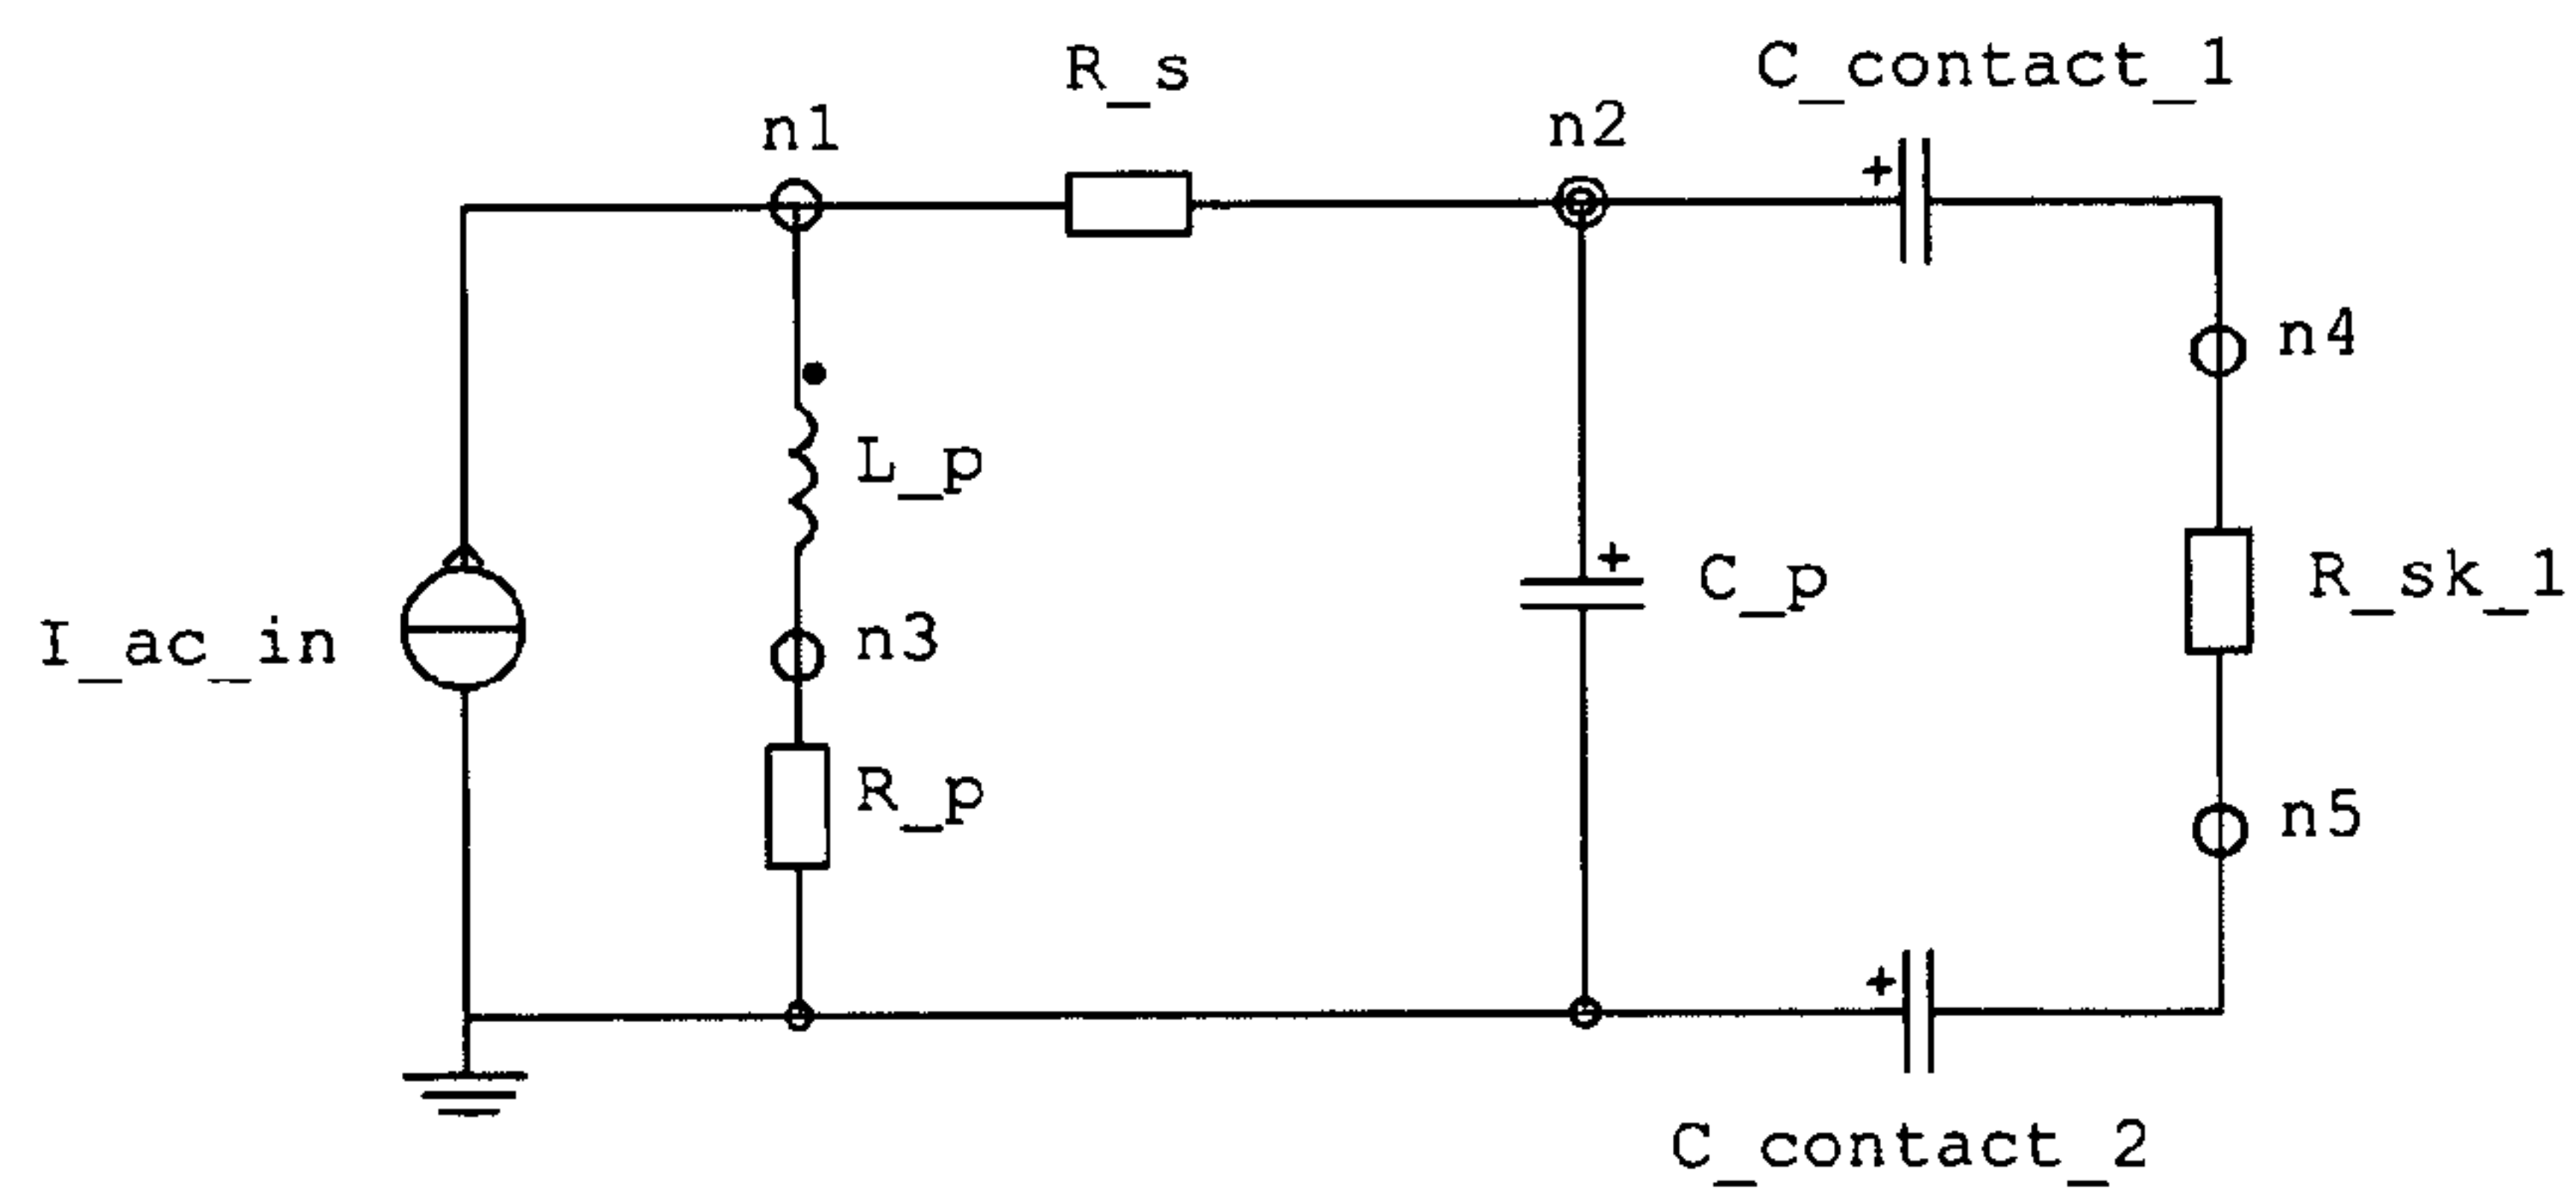 R_s
C_contact_1
n1
n2
n4
L_p
C_p
R_sk_1
I_ac_in
n3
R_p
n5
C_contact_2